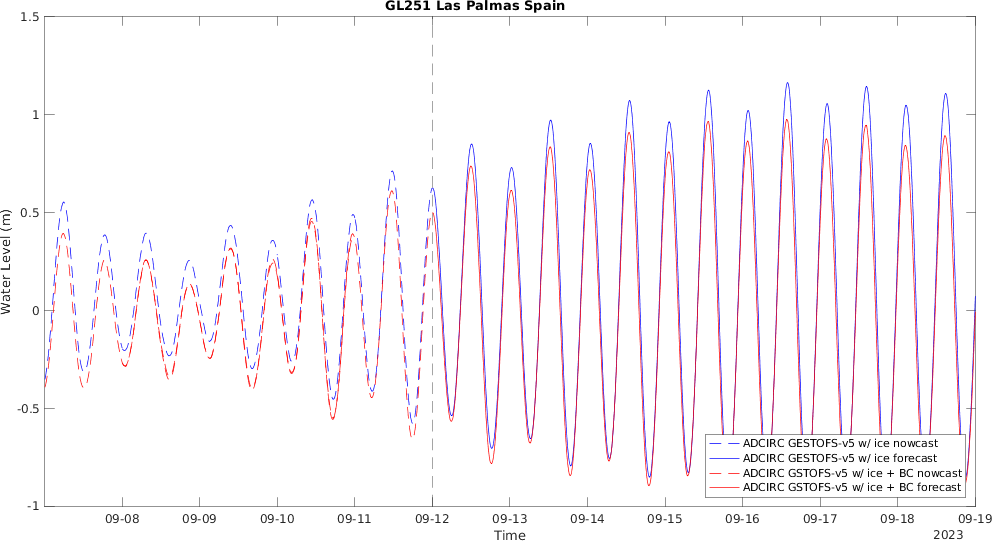 GL251 Las Palmas Spain
1.5
1
0.5
0
-0.5
-1
Water Level (m)
ADCIRC GESTOFS-v5 w/ ice nowcast
ADCIRC GESTOFS-v5 w/ ice forecast
ADCIRC GSTOFS-v5 w/ ice + BC nowcast
ADCIRC GSTOFS-v5 w/ ice + BC forecast
09-08 09-09 09-10 09-11 09-12 09-13 09-14 09-15 09-16 09-17 09-18 09-19
Time
2023